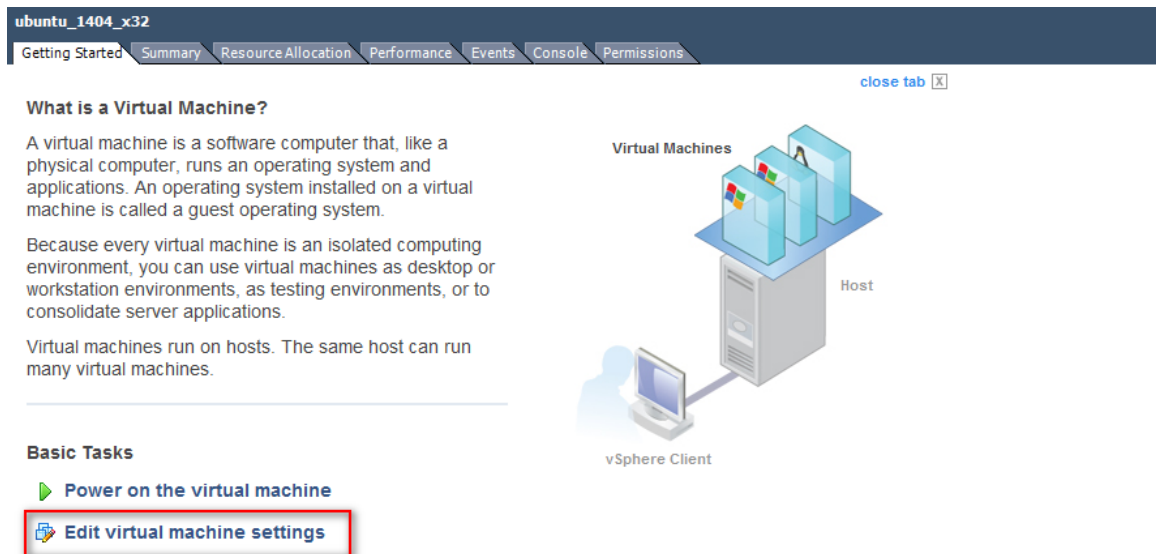 ubuntu_1404_x32
Getting Started Summary Resource Allocation Performance Events Console Permissions
close tab X
What is a Virtual Machine?
A virtual machine is a software computer that, like a
physical computer, runs an operating system and
applications. An operating system installed on a virtual
machine is called a guest operating system.
Because every virtual machine is an isolated computing
environment, you can use virtual machines as desktop or
workstation environments, as testing environments, or to
consolidate server applications.
Virtual machines run on hosts. The same host can run
many virtual machines.
Virtual Machines
Host
vSphere Client
Basic Tasks
Power on the virtual machine
Edit virtual machine settings